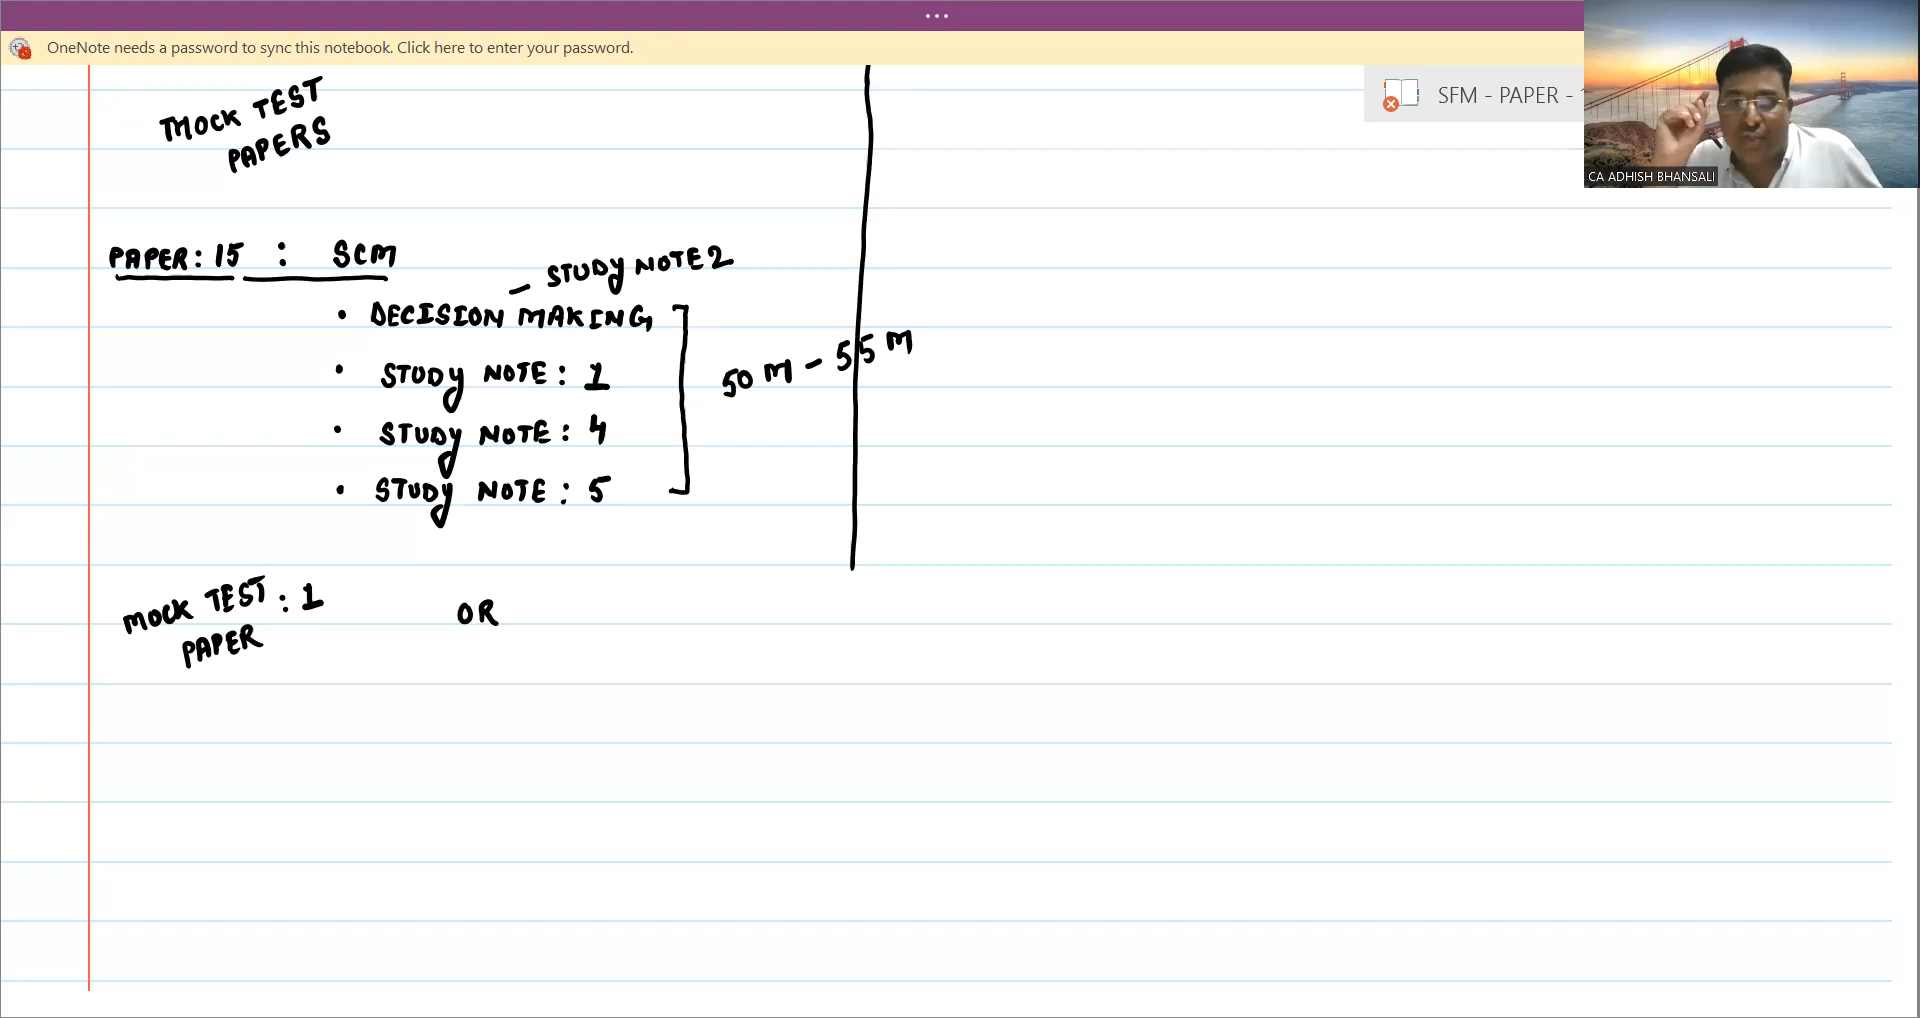 OneNote needs a password to sync this notebook. Click here to enter your password.
SFM - PAPER -
CA ADHISH BHANSALI
MOCK TEST
PAPERS
PAPER: 15 : SCM
- STUDY NOTE 2
• DECISION MAKING
• STUDY NOTE: 1
50 M - 55 M
• STUDY NOTE: 4
• STUDY NOTE: 5
MOCK TEST : 1 OR
PAPER